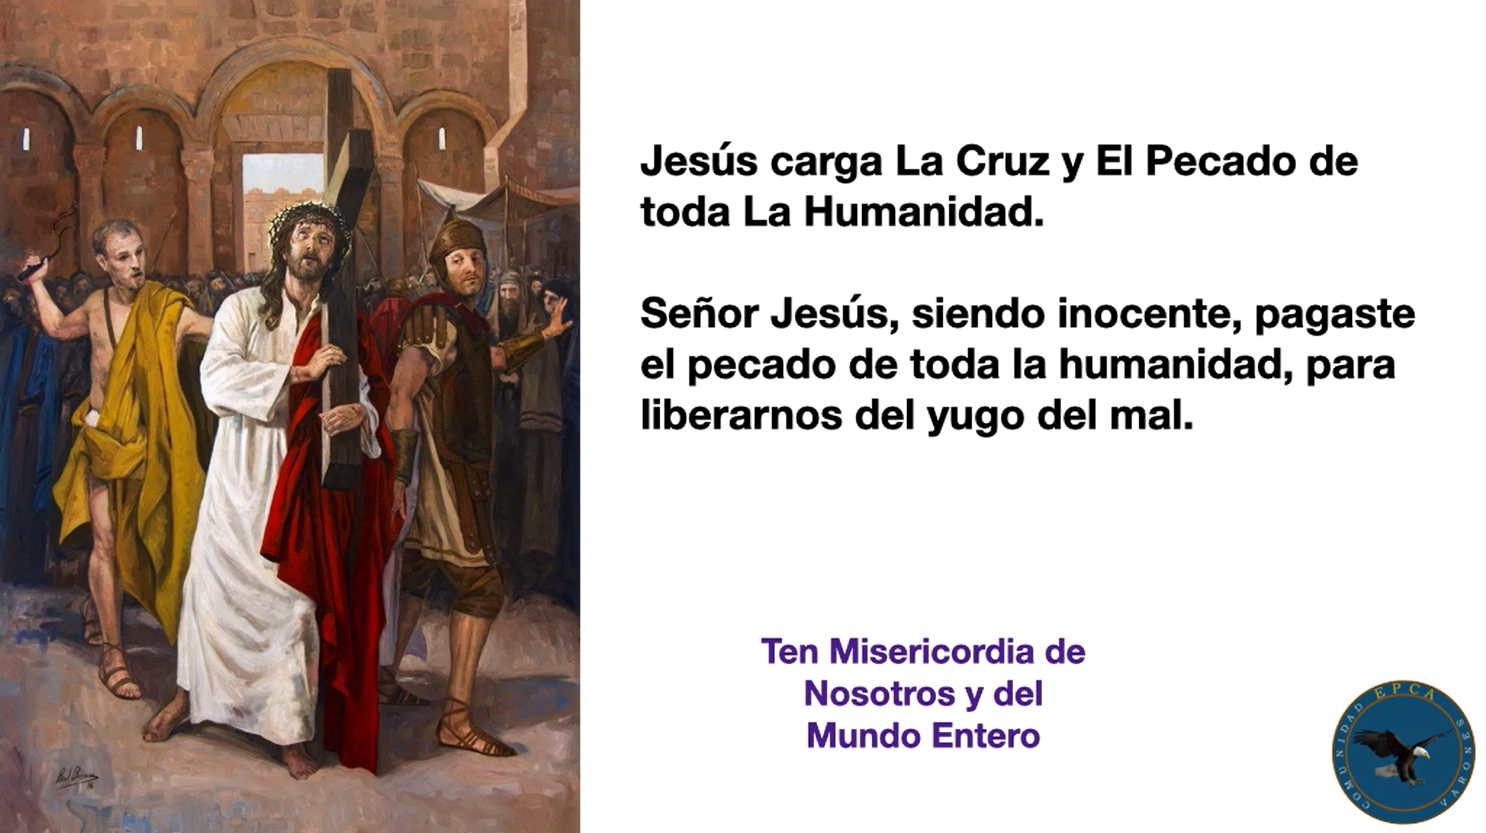 Jesús carga La Cruz y El Pecado de
toda La Humanidad.
Señor Jesús, siendo inocente, pagaste
el pecado de toda la humanidad, para
liberarnos del yugo del mal.
Ten Misericordia de
Nosotros y del
Mundo Entero
COMUNIDAD EPCA VARONES